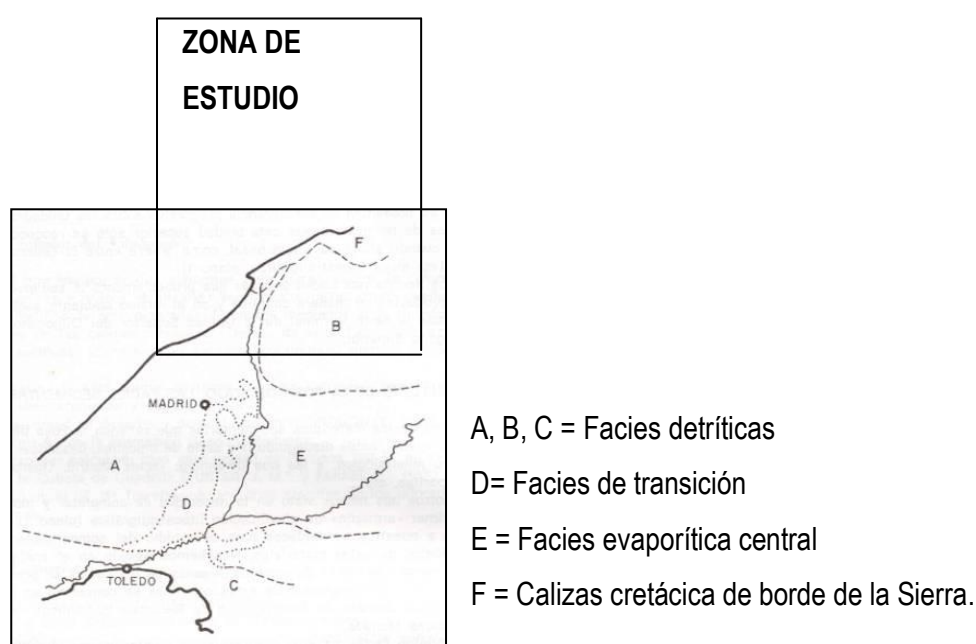 ZONA DE
ESTUDIO
F
B
MADRID
A
E
D
TOLEDO
C
A, B, C = Facies detríticas
D= Facies de transición
E = Facies evaporítica central
F = Calizas cretácica de borde de la Sierra.